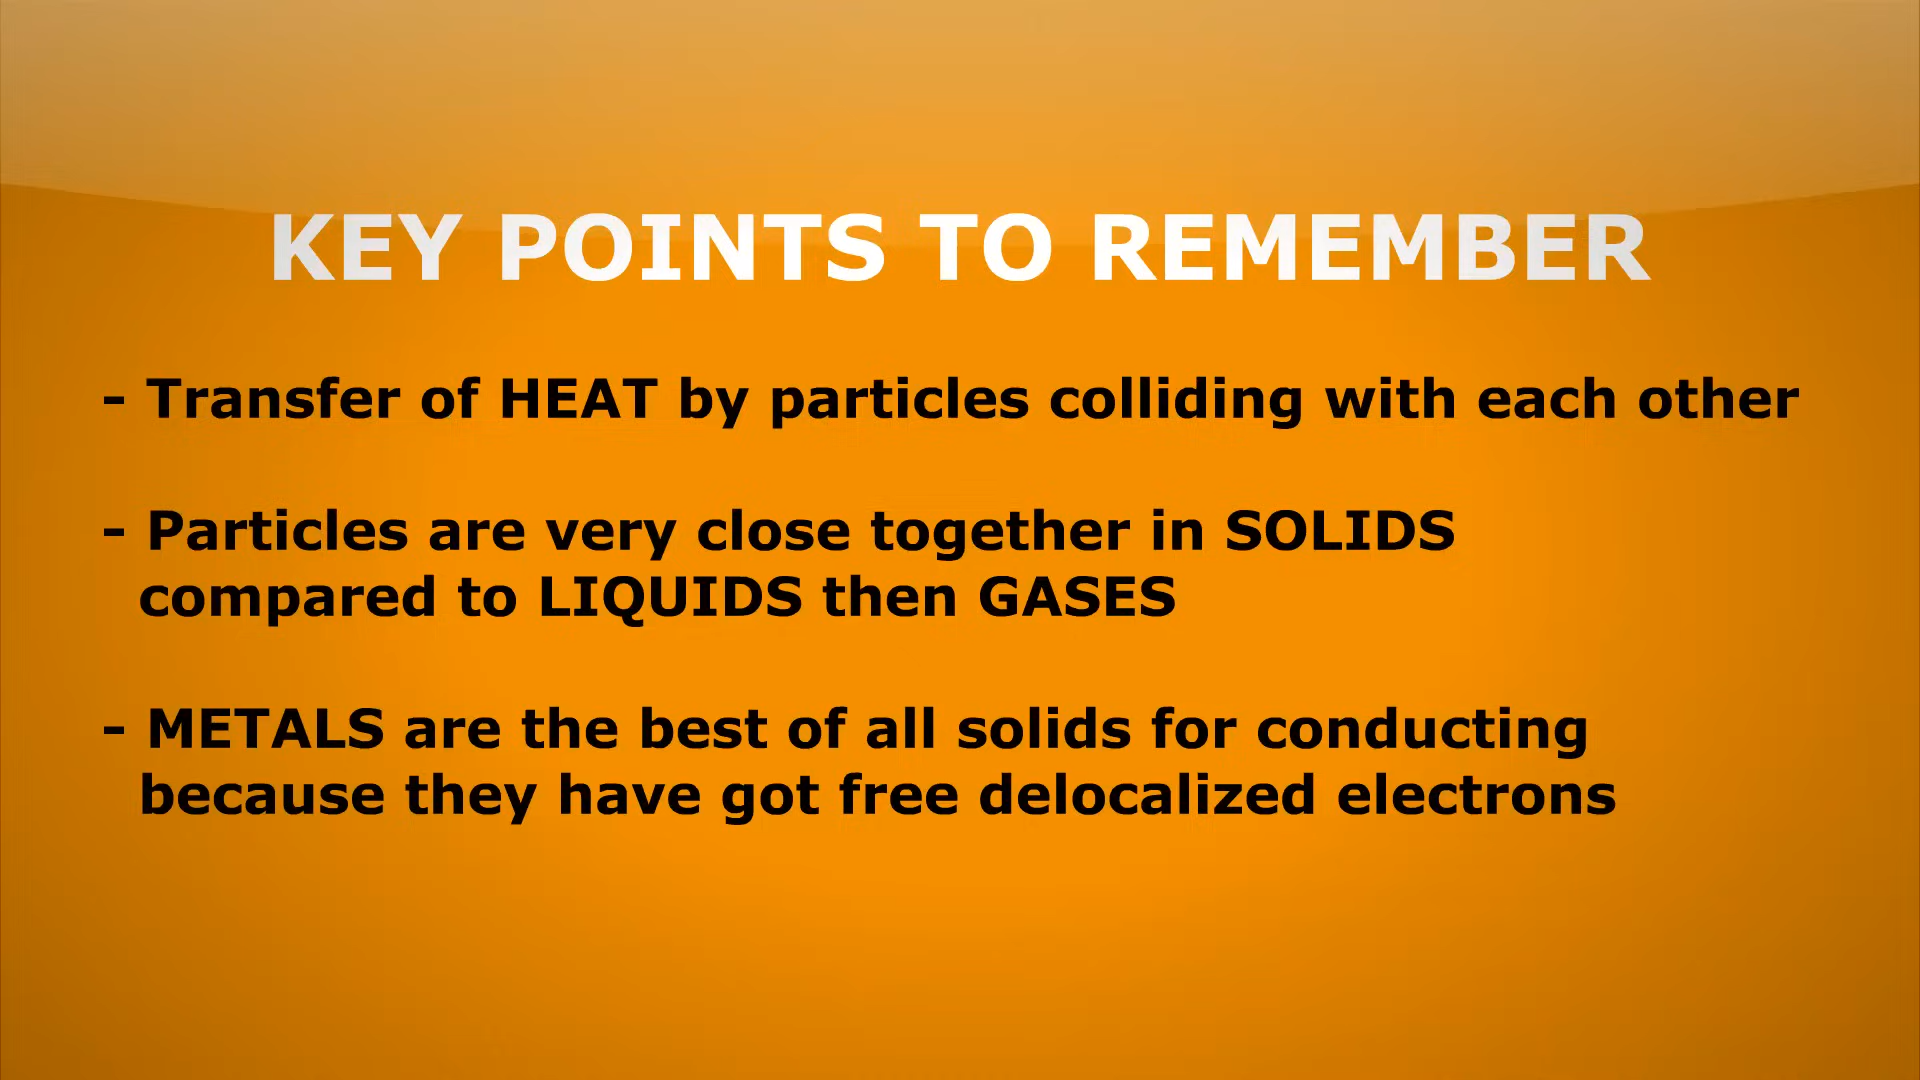 KEY POINTS TO REMEMBER
- Transfer of HEAT by particles colliding with each other
- Particles are very close together in SOLIDS
compared to LIQUIDS then GASES
- METALS are the best of all solids for conducting
because they have got free delocalized electrons